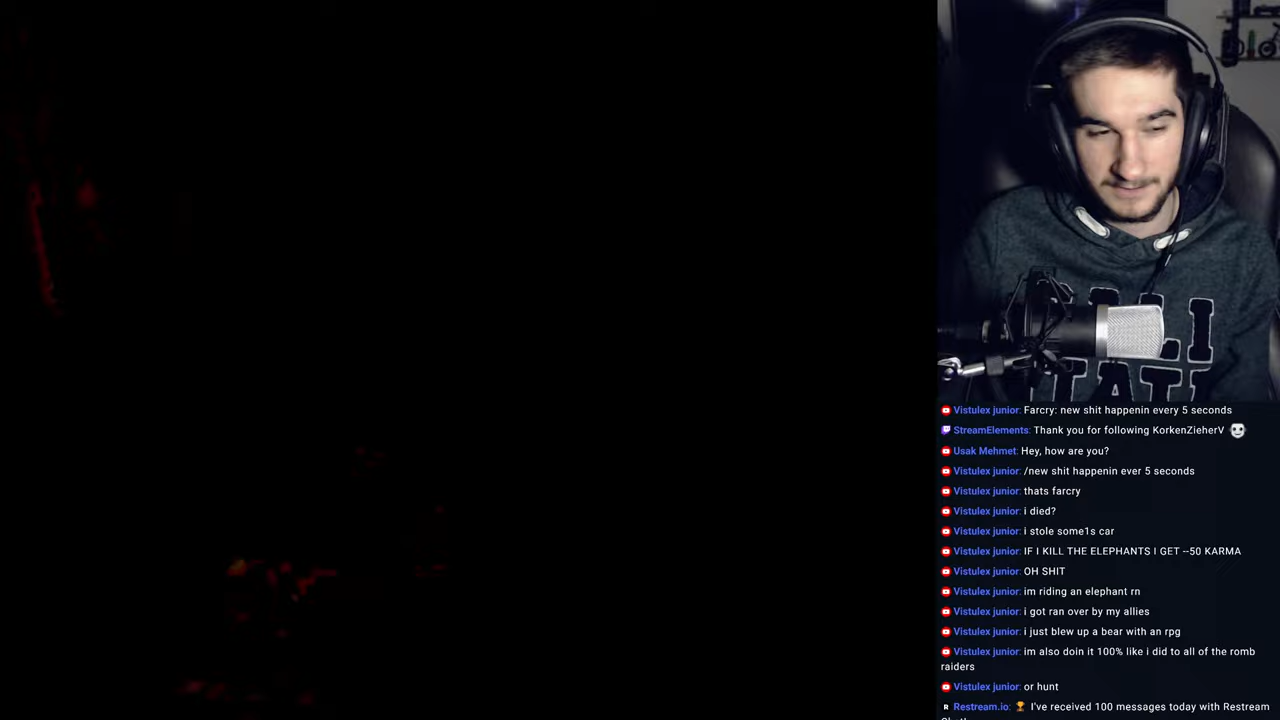 Vistulex junior: Farcry: new shit happenin every 5 seconds
StreamElements: Thank you for following KorkenZieherV
Usak Mehmet: Hey, how are you?
Vistulex junior: /new shit happenin ever 5 seconds
Vistulex junior: thats farcry
Vistulex junior: i died?
Vistulex junior: i stole some1s car
Vistulex junior: IF I KILL THE ELEPHANTS I GET --50 KARMA
Vistulex junior: OH SHIT
Vistulex junior: im riding an elephant rn
Vistulex junior: i got ran over by my allies
Vistulex junior: i just blew up a bear with an rpg
Vistulex junior: im also doin it 100% like i did to all of the romb
raiders
Vistulex junior: or hunt
Restream.io: 🏆 I've received 100 messages today with Restream